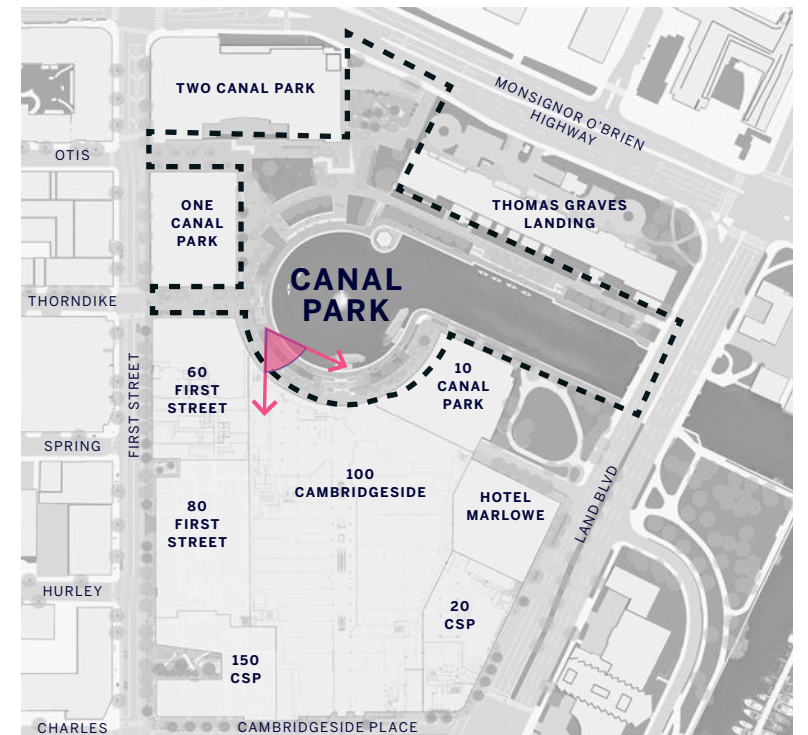 TWO CANAL PARK
MONSIGNOR O'BRIEN
HIGHWAY
OTIS
ONE
CANAL
PARK
THOMAS GRAVES
LANDING
CANAL
PARK
THORNDIKE
FIRST STREET
60
FIRST
STREET
10
CANAL
PARK
SPRING
100
CAMBRIDGESIDE
HOTEL
MARLOWE
LAND BLVD
80
FIRST
STREET
HURLEY
20
CSP
150
CSP
CHARLES
CAMBRIDGESIDE PLACE